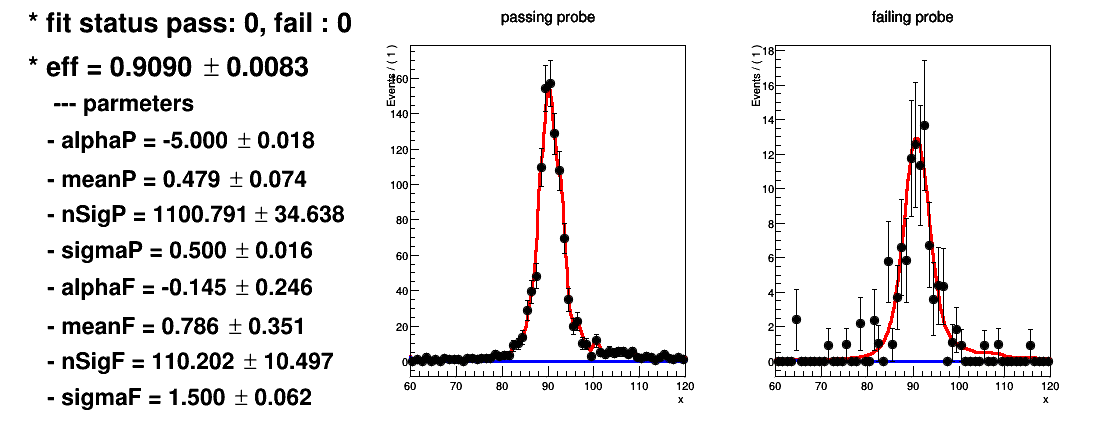 * fit status pass: 0, fail : 0
* eff = 0.9090 ± 0.0083
--- parmeters
- alphaP = -5.000 ± 0.018
- meanP = 0.479 ± 0.074
- nSigP = 1100.791 ± 34.638
- sigmaP = 0.500 ± 0.016
- alphaF = -0.145 ± 0.246
- meanF = 0.786 ± 0.351
- nSigF = 110.202 ± 10.497
- sigmaF = 1.500 ± 0.062
passing probe
Events / ( 1 )
160
140
120
100
80
60
40
20
0
60 70 80 90 100 110 120
x
failing probe
Events / ( 1 )
18
16
14
12
10
8
6
4
2
0
60 70 80 90 100 110 120
x